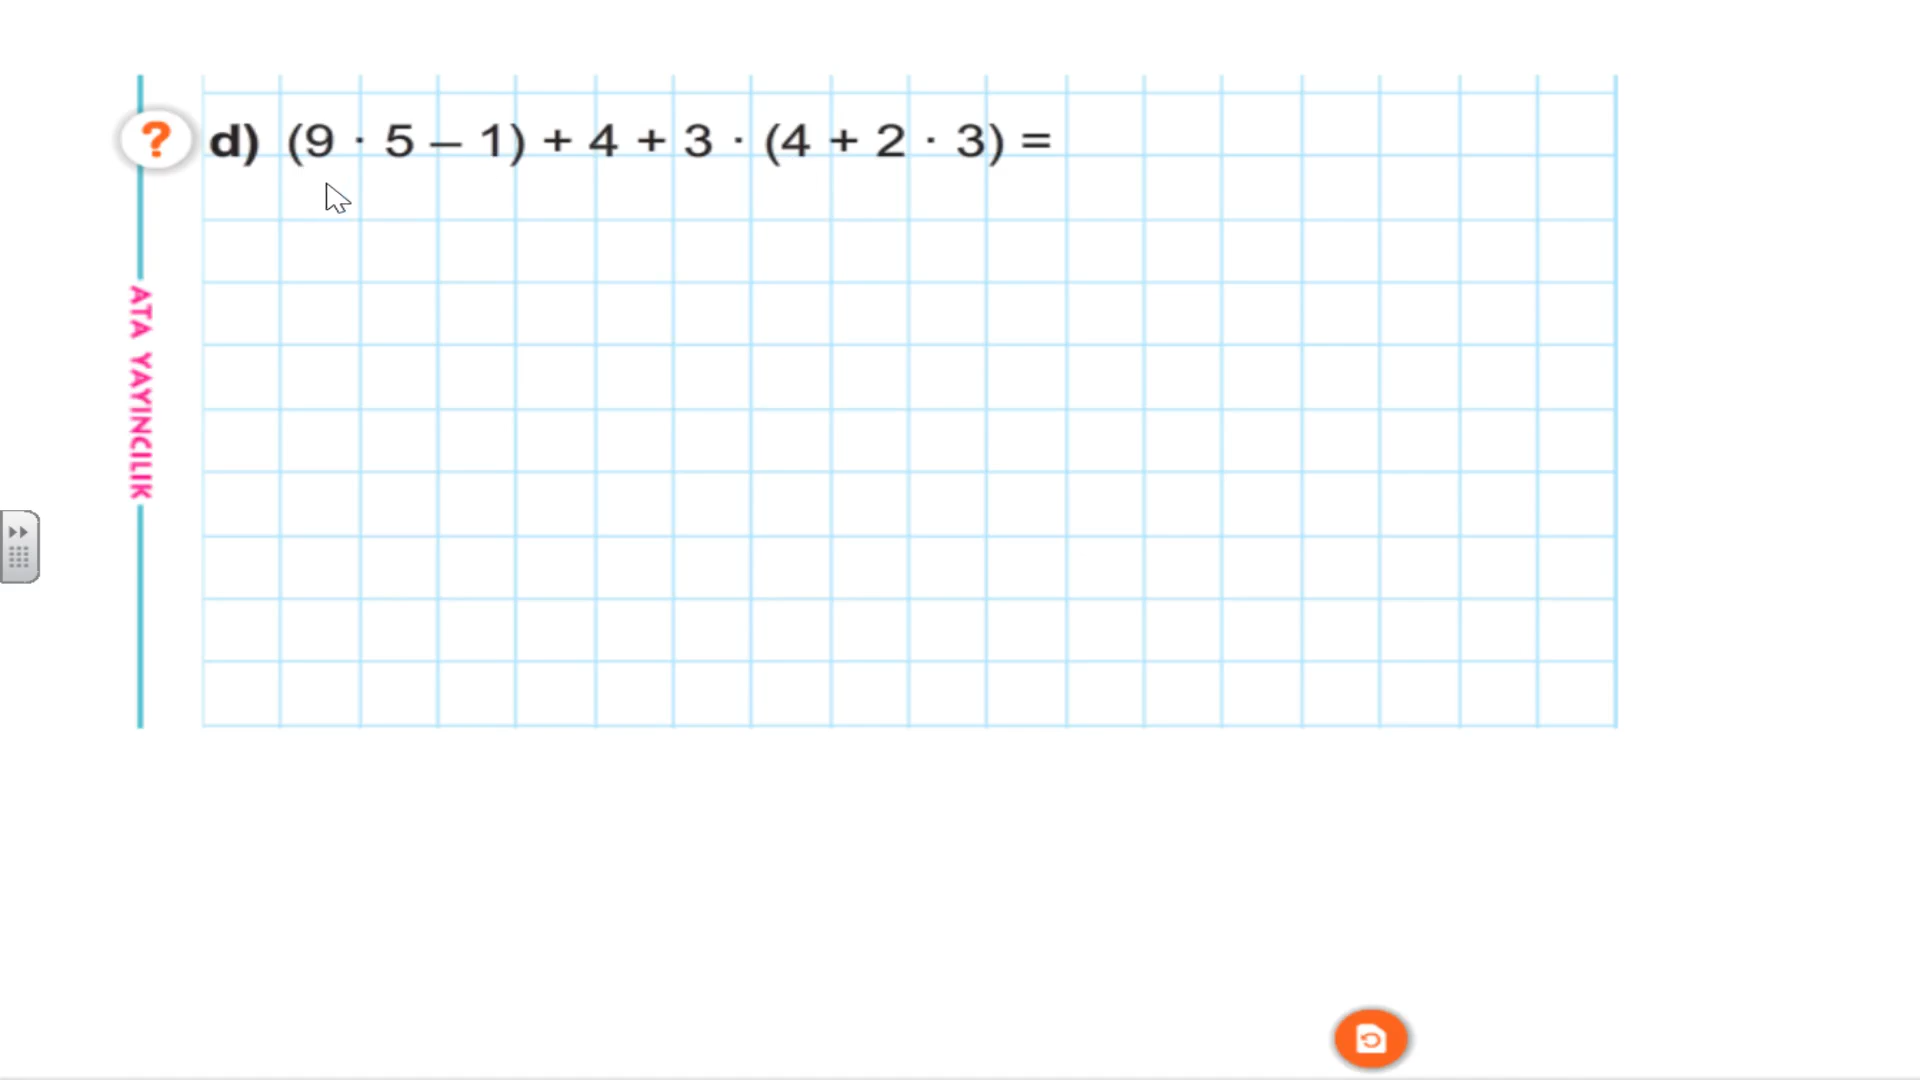 ? d) (9 · 5 – 1) + 4 + 3 · (4 + 2 · 3) =
ATA YAYINCILIK